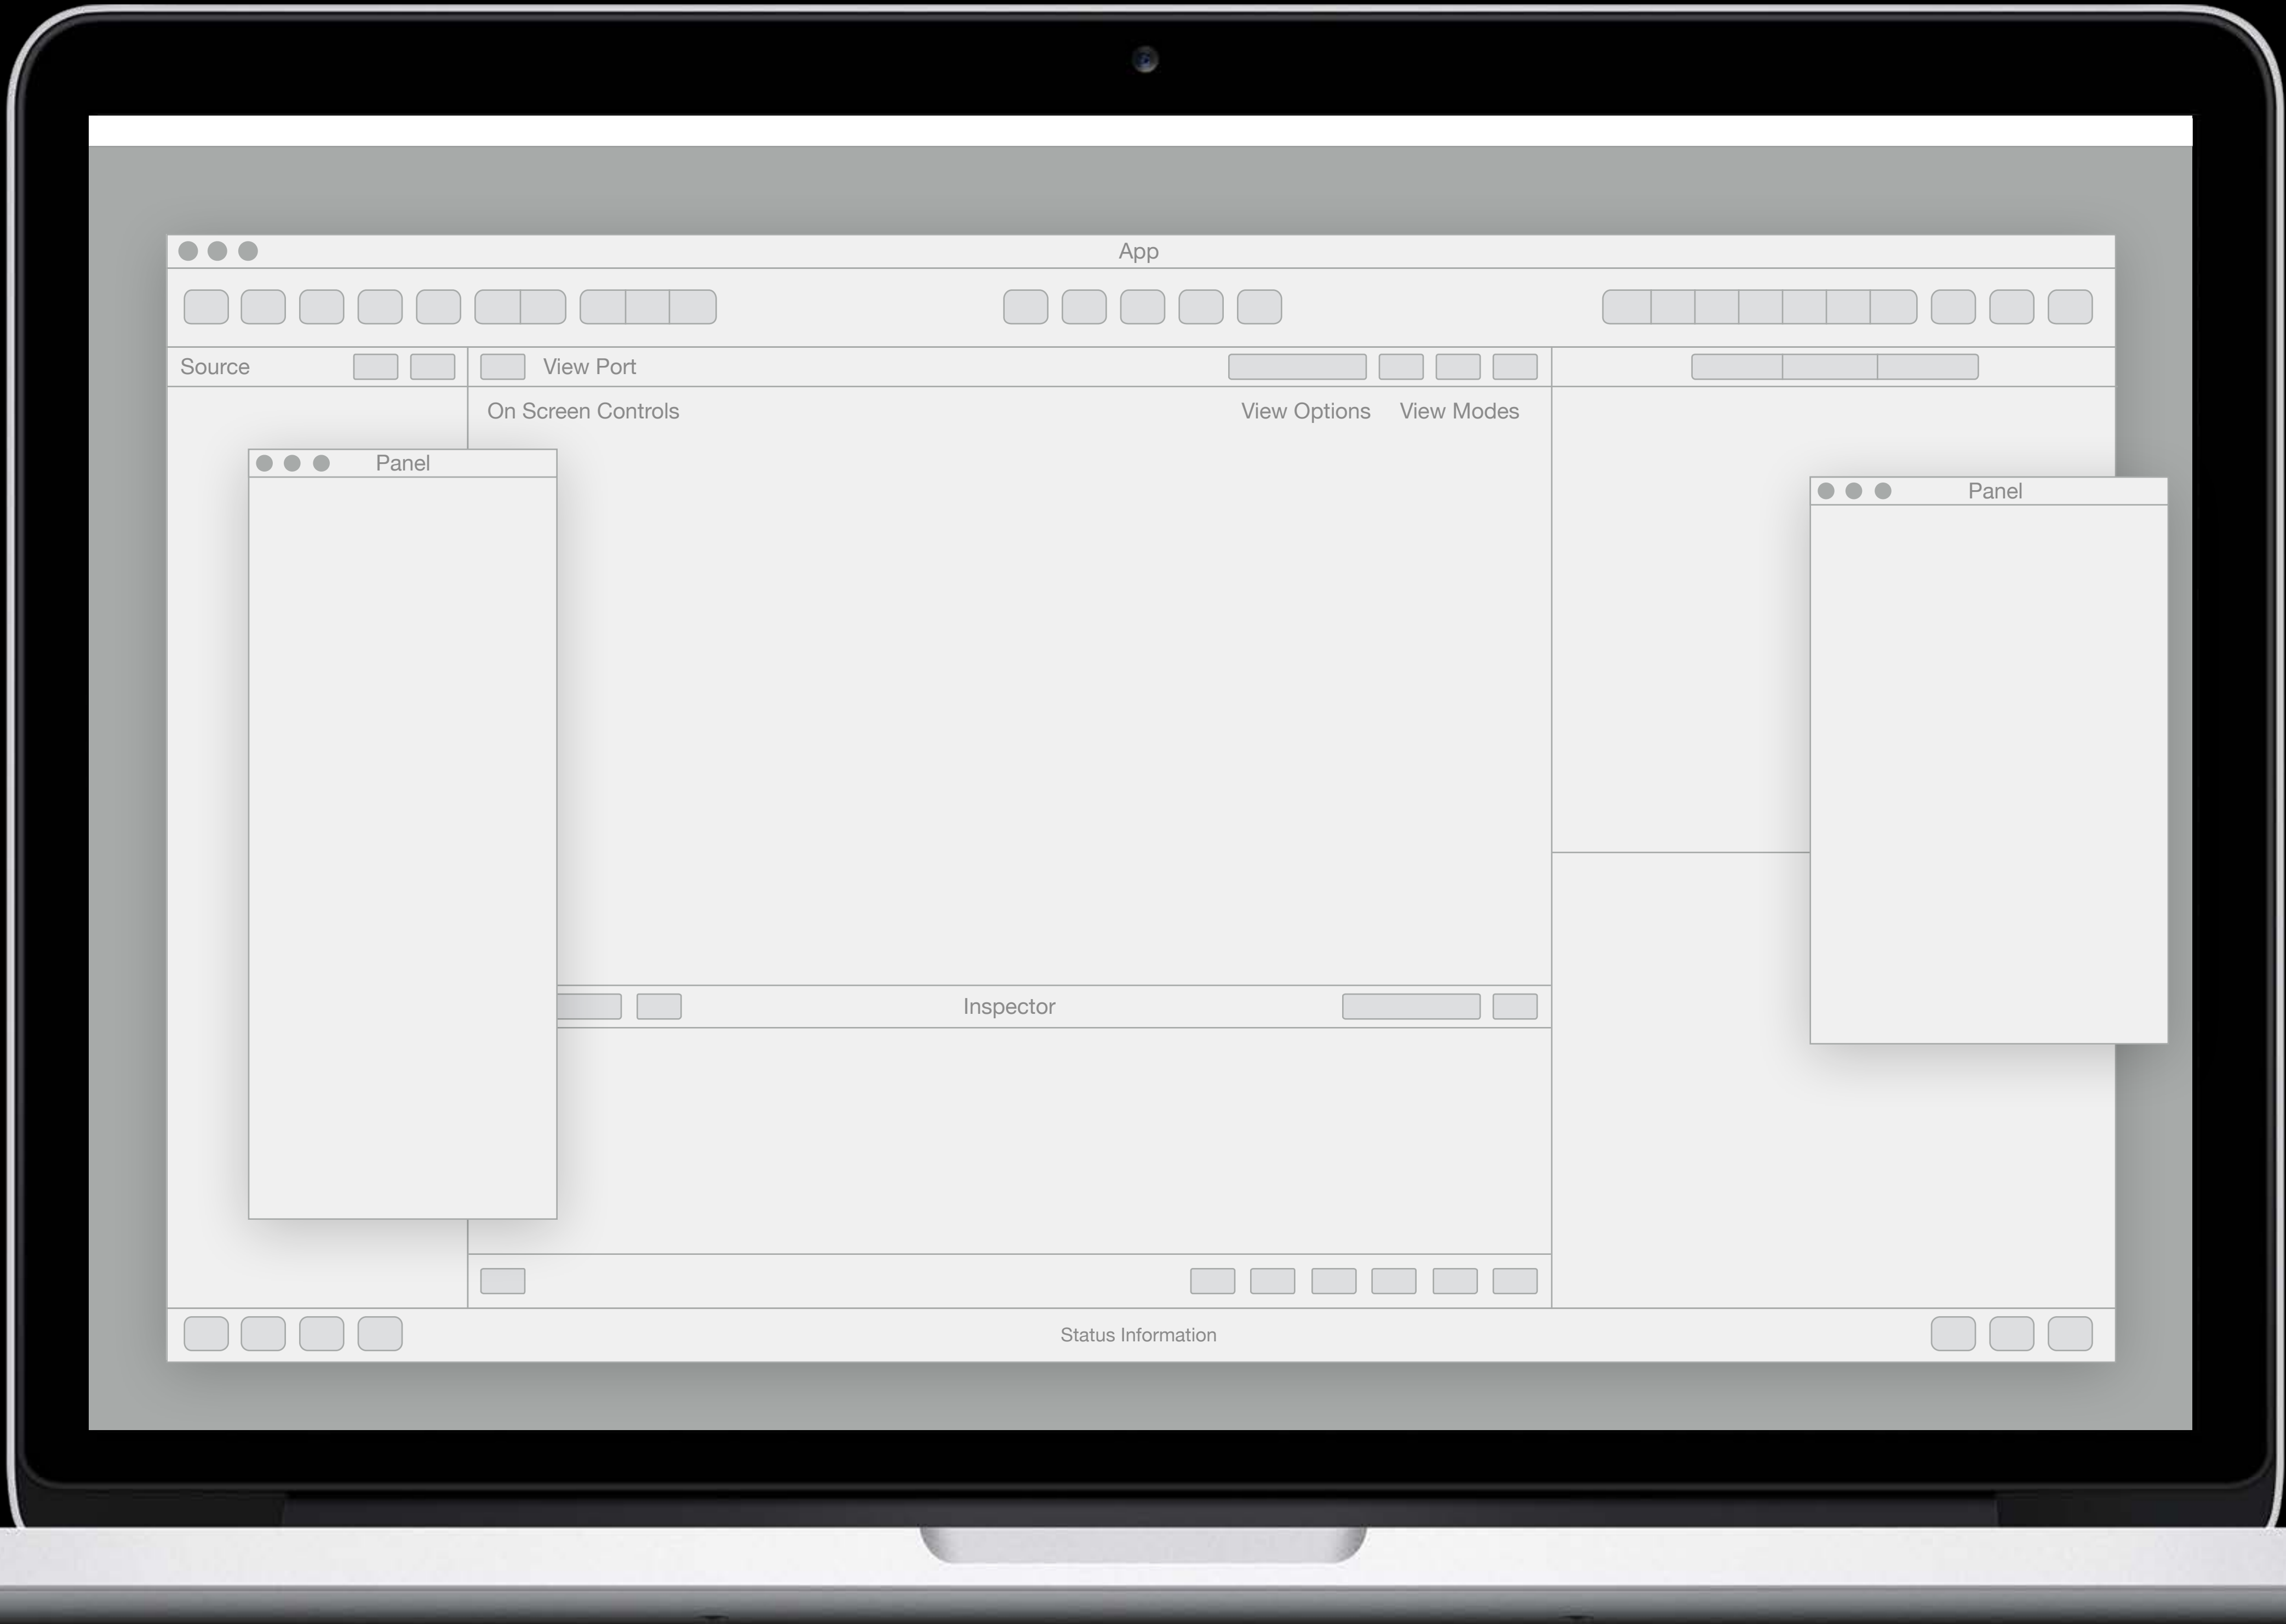 App
Source
View Port
On Screen Controls
View Options
View Modes
Panel
Panel
Inspector
Status Information